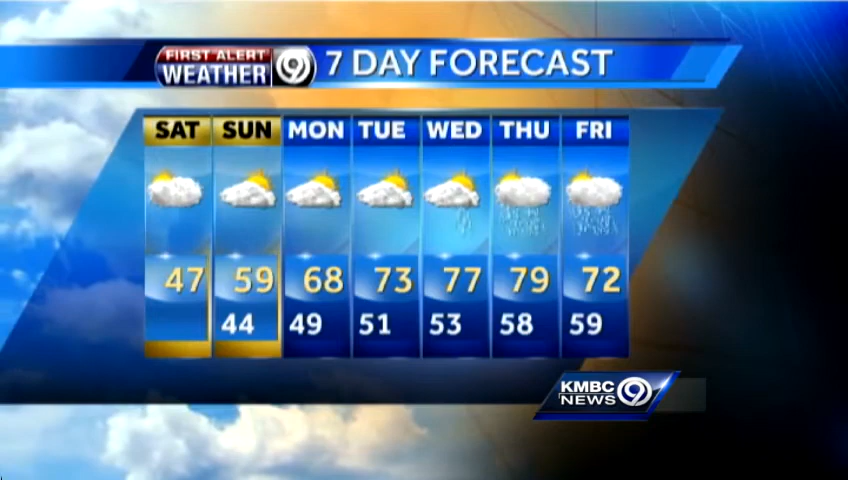 FIRST ALERT
WEATHER 9
7 DAY FORECAST
SAT SUN MON TUE WED THU FRI
47 59 68 73 77 79 72
44 49 51 53 58 59
KMBC 9
NEWS